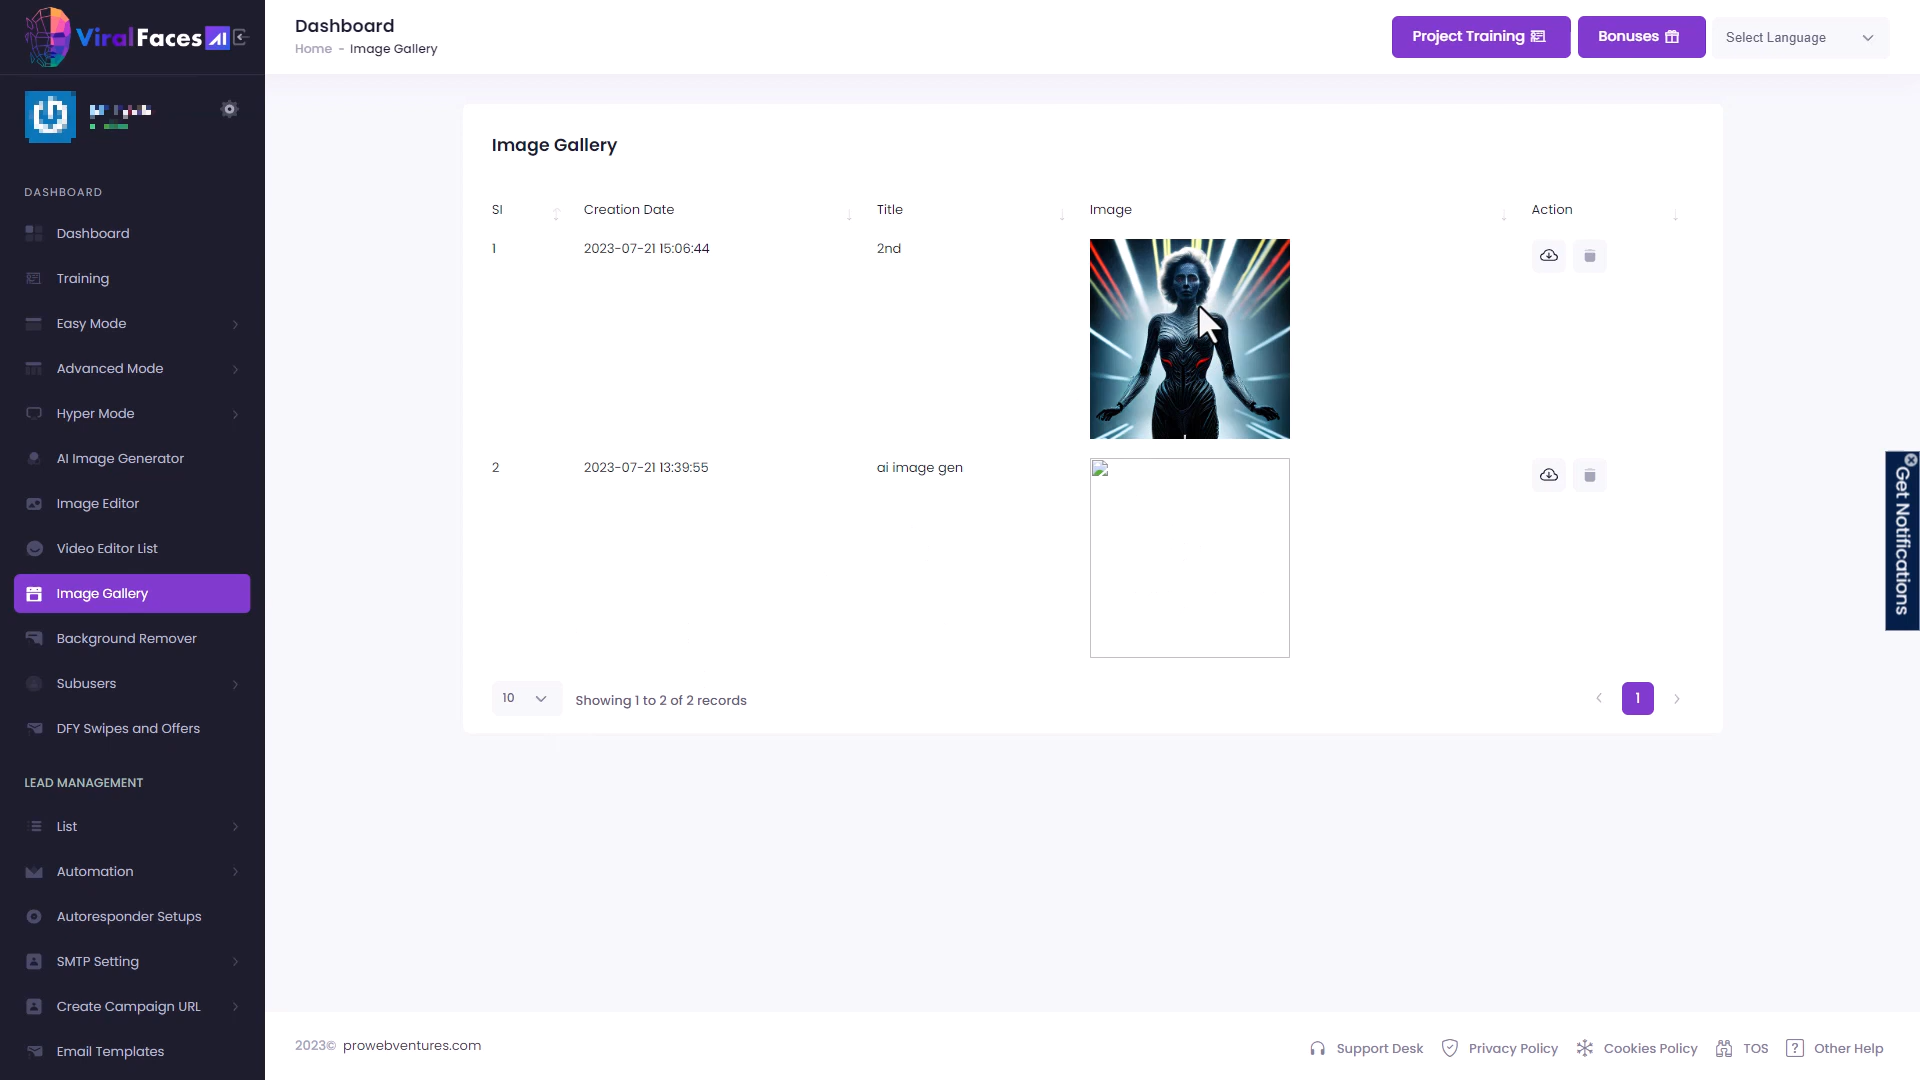 ViralFaces AI
Dashboard
Home - Image Gallery
Project Training
Bonuses
Select Language
DASHBOARD
Dashboard
Training
Easy Mode
Advanced Mode
Hyper Mode
AI Image Generator
Image Editor
Video Editor List
Image Gallery
Background Remover
Subusers
DFY Swipes and Offers
LEAD MANAGEMENT
List
Automation
Autoresponder Setups
SMTP Setting
Create Campaign URL
Email Templates
Image Gallery
SI Creation Date Title Image Action
1 2023-07-21 15:06:44 2nd
2 2023-07-21 13:39:55 ai image gen
10 Showing 1 to 2 of 2 records
1
Get Notifications
2023© prowebventures.com
Support Desk Privacy Policy Cookies Policy TOS Other Help